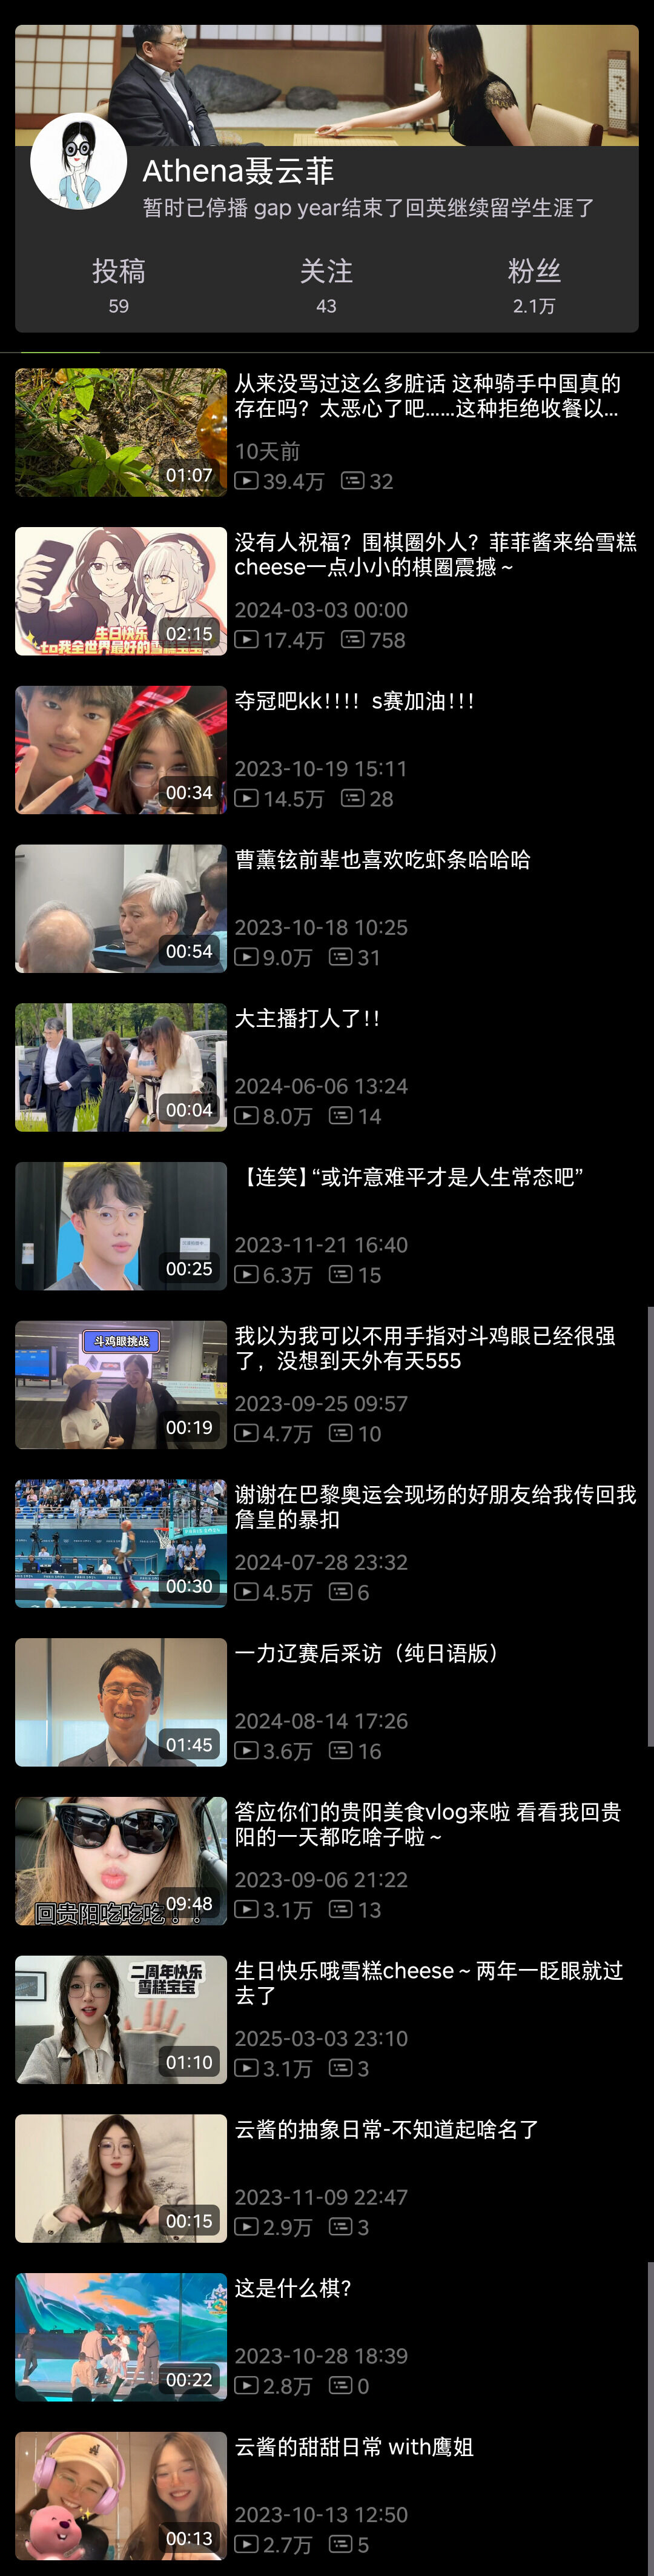 Athena聂云菲
暂时已停播 gap year结束了回英继续留学生涯了
投稿 关注 粉丝
59 43 2.1万
从来没骂过这么多脏话 这种骑手中国真的
存在吗？太恶心了吧……这种拒绝收餐以...
10天前
01:07
39.4万 32
没有人祝福？围棋圈外人？菲菲酱来给雪糕
cheese一点小小的棋圈震撼～
2024-03-03 00:00
生日快乐
02:15
to我全世界最好的雪糕宝宝
17.4万 758
夺冠吧kk！！！！s赛加油！！！
2023-10-19 15:11
00:34
14.5万 28
曹薰铉前辈也喜欢吃虾条哈哈哈
2023-10-18 10:25
00:54
9.0万 31
大主播打人了！！
2024-06-06 13:24
00:04
8.0万 14
【连笑】“或许意难平才是人生常态吧”
2023-11-21 16:40
00:25
6.3万 15
斗鸡眼挑战
我以为我可以不用手指对斗鸡眼已经很强
了，没想到天外有天555
2023-09-25 09:57
00:19
4.7万 10
谢谢在巴黎奥运会现场的好朋友给我传回我
詹皇的暴扣
PARIS 2024
2024-07-28 23:32
00:30
4.5万 6
一力辽赛后采访（纯日语版）
2024-08-14 17:26
01:45
3.6万 16
答应你们的贵阳美食vlog来啦 看看我回贵
阳的一天都吃啥子啦～
2023-09-06 21:22
09:48
回贵阳吃吃吃！！
3.1万 13
二周年快乐
雪糕宝宝
生日快乐哦雪糕cheese～两年一眨眼就过
去了
2025-03-03 23:10
01:10
3.1万 3
云酱的抽象日常-不知道起啥名了
2023-11-09 22:47
00:15
2.9万 3
这是什么棋？
2023-10-28 18:39
00:22
2.8万 0
云酱的甜甜日常 with鹰姐
2023-10-13 12:50
00:13
2.7万 5